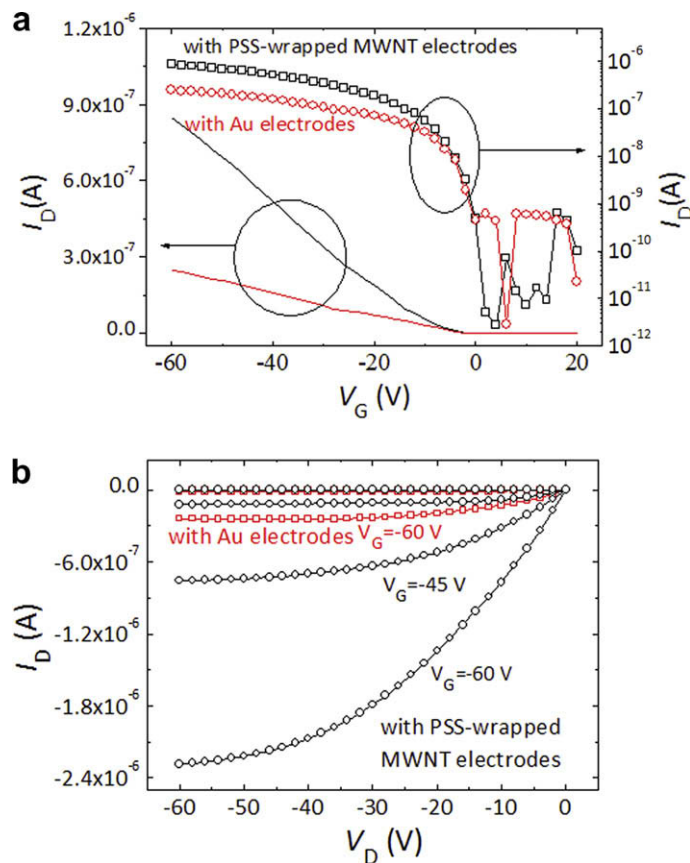 a
with PSS-wrapped MWNT electrodes
with Au electrodes
1.2x10⁻⁶
9.0x10⁻⁷
6.0x10⁻⁷
3.0x10⁻⁷
0.0
I_D(A)
10⁻⁶
10⁻⁷
10⁻⁸
10⁻⁹
10⁻¹⁰
10⁻¹¹
10⁻¹²
I_D(A)
-60 -40 -20 0 20
V_G (V)
b
0.0
-6.0x10⁻⁷
-1.2x10⁻⁶
-1.8x10⁻⁶
-2.4x10⁻⁶
I_D (A)
with Au electrodes V_G=-60 V
V_G=-45 V
V_G=-60 V
with PSS-wrapped
MWNT electrodes
-60 -50 -40 -30 -20 -10 0
V_D (V)